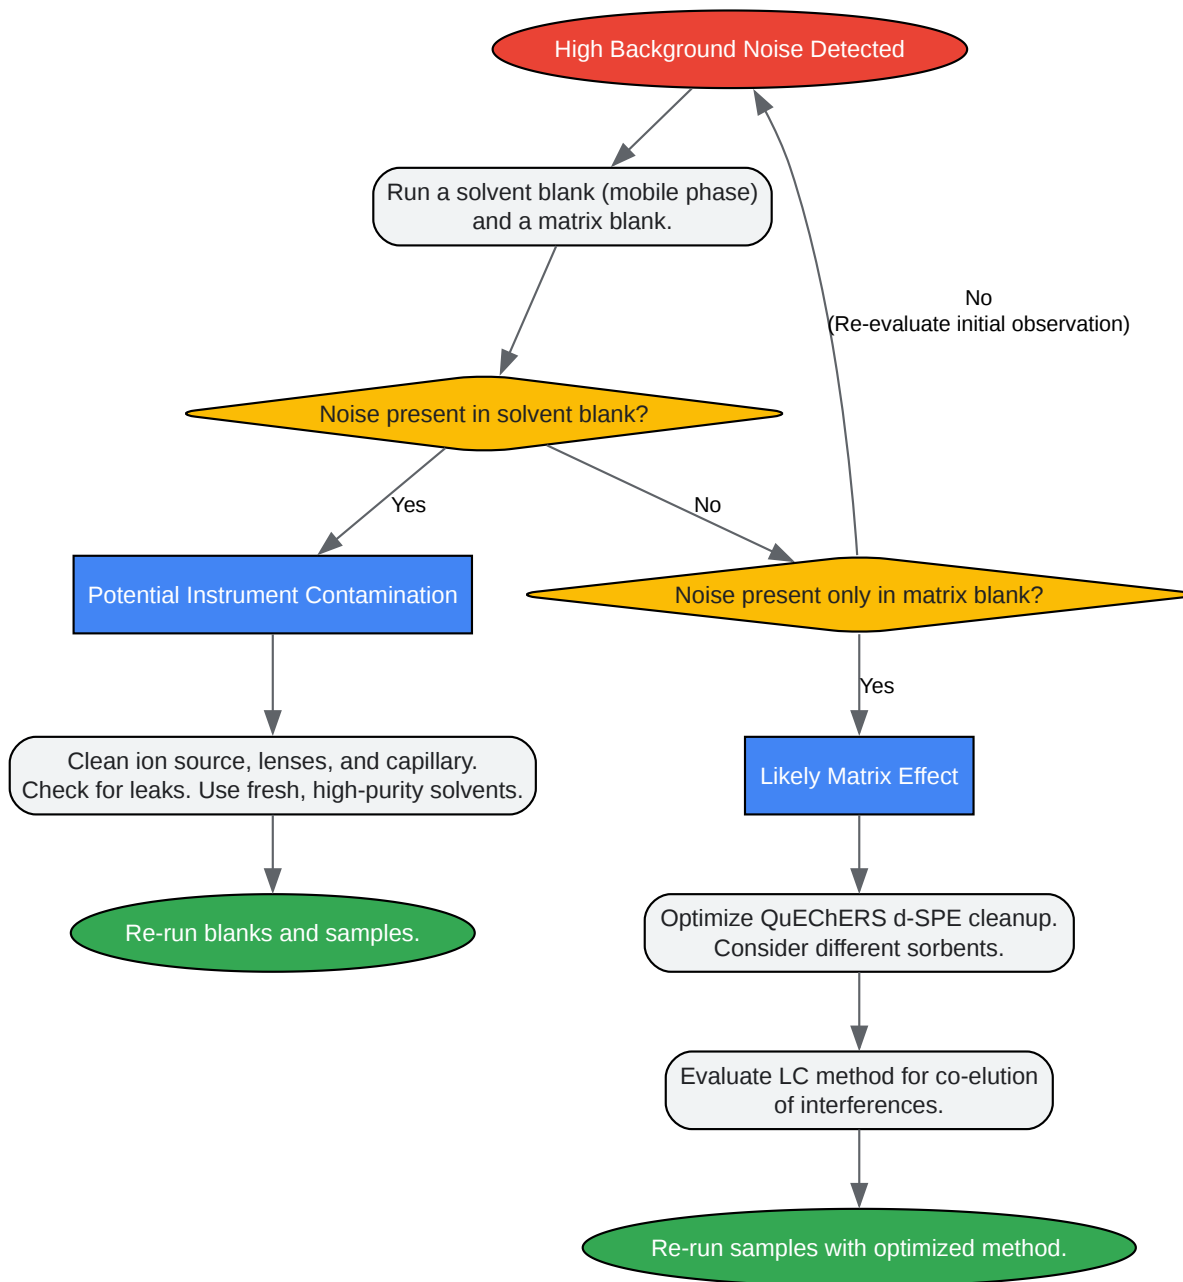 High Background Noise Detected
Run a solvent blank (mobile phase)
and a matrix blank.
No
(Re-evaluate initial observation)
Noise present in solvent blank?
Yes
No
Potential Instrument Contamination
Noise present only in matrix blank?
Yes
Clean ion source, lenses, and capillary.
Check for leaks. Use fresh, high-purity solvents.
Likely Matrix Effect
Re-run blanks and samples.
Optimize QuEChERS d-SPE cleanup.
Consider different sorbents.
Evaluate LC method for co-elution
of interferences.
Re-run samples with optimized method.